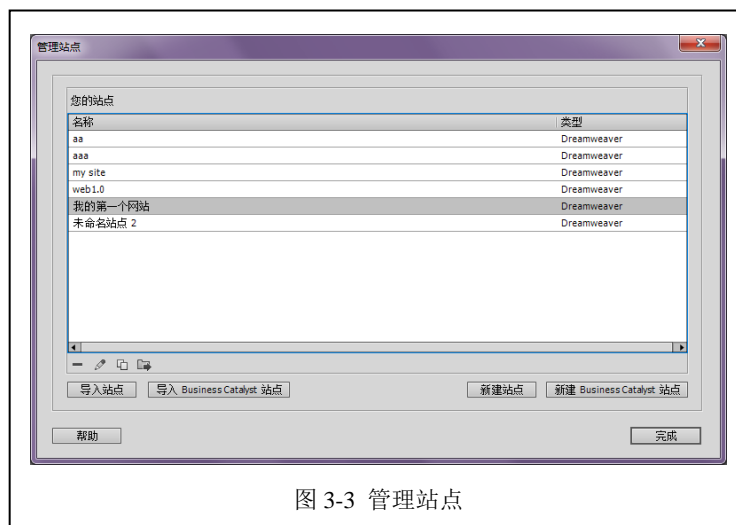 管理站点
您的站点
名称 类型
aa Dreamweaver
aaa Dreamweaver
my site Dreamweaver
web1.0 Dreamweaver
我的第一个网站 Dreamweaver
未命名站点 2 Dreamweaver
导入站点 导入 Business Catalyst 站点 新建站点 新建 Business Catalyst 站点
帮助 完成
图 3-3 管理站点